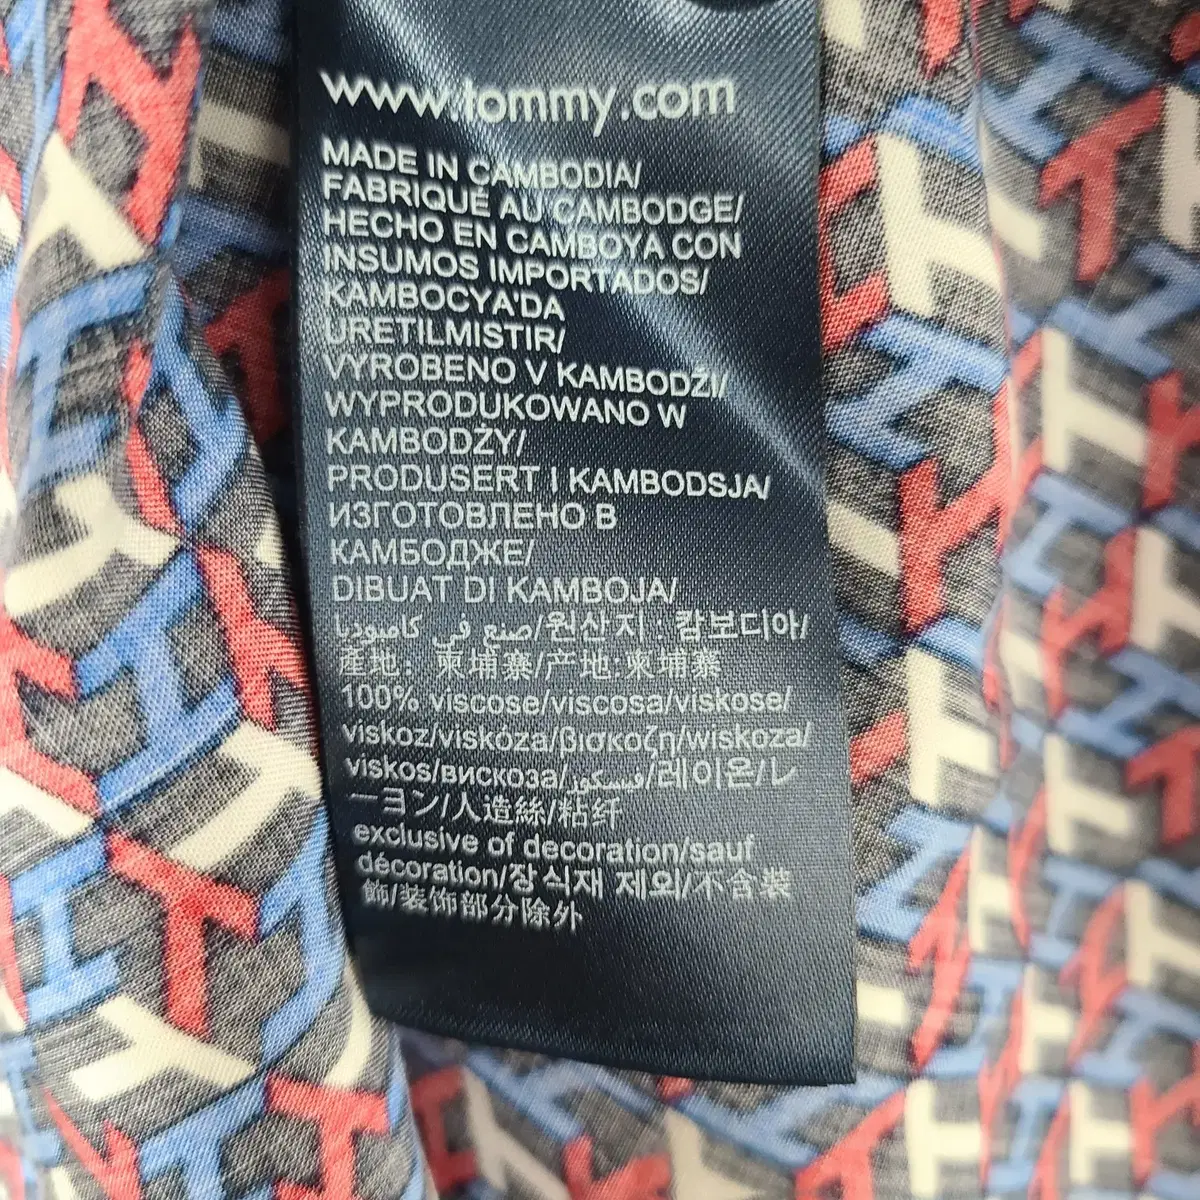 www.tommy.com
MADE IN CAMBODIA/
FABRIQUÉ AU CAMBODGE/
HECHO EN CAMBOYA CON
INSUMOS IMPORTADOS/
KAMBOCYA'DA
URETILMISTIR/
VYROBENO V KAMBODŽI/
WYPRODUKOWANO W
KAMBODŻY/
PRODUSERT I KAMBODSJA/
ИЗГОТОВЛЕНО В
КАМБОДЖЕ/
DIBUAT DI KAMBOJA/
صنع في كامبوديا/원산지 : 캄보디아/
產地: 柬埔寨/产地:柬埔寨
100% viscose/viscosa/viskose/
viskoz/viskóza/βισκοζη/wiskoza/
viskos/вискоза/فيسكوز/레이온/レ
ーヨン/人造絲/粘纤
exclusive of decoration/sauf
décoration/장식재 제외/不含裝
飾/装饰部分除外